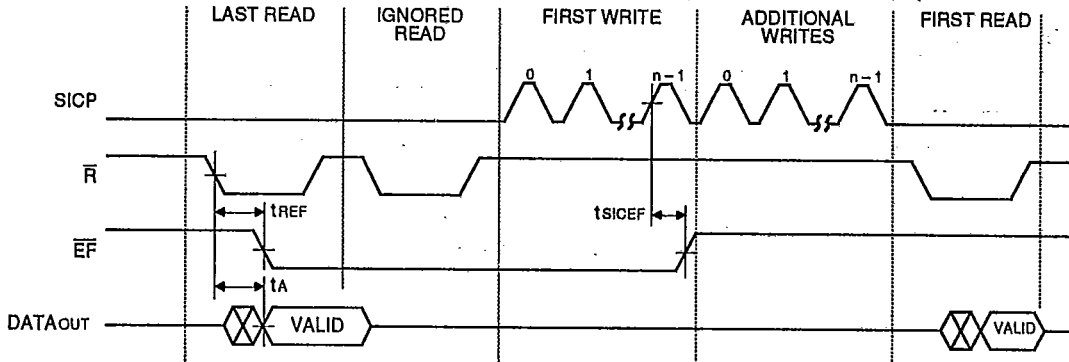 LAST READ
IGNORED READ
FIRST WRITE
ADDITIONAL WRITES
FIRST READ
0 1 n-1 0 1 n-1
SICP
R̅
tREF
tSICEF
E̅F̅
tA
DATAOUT
VALID
VALID